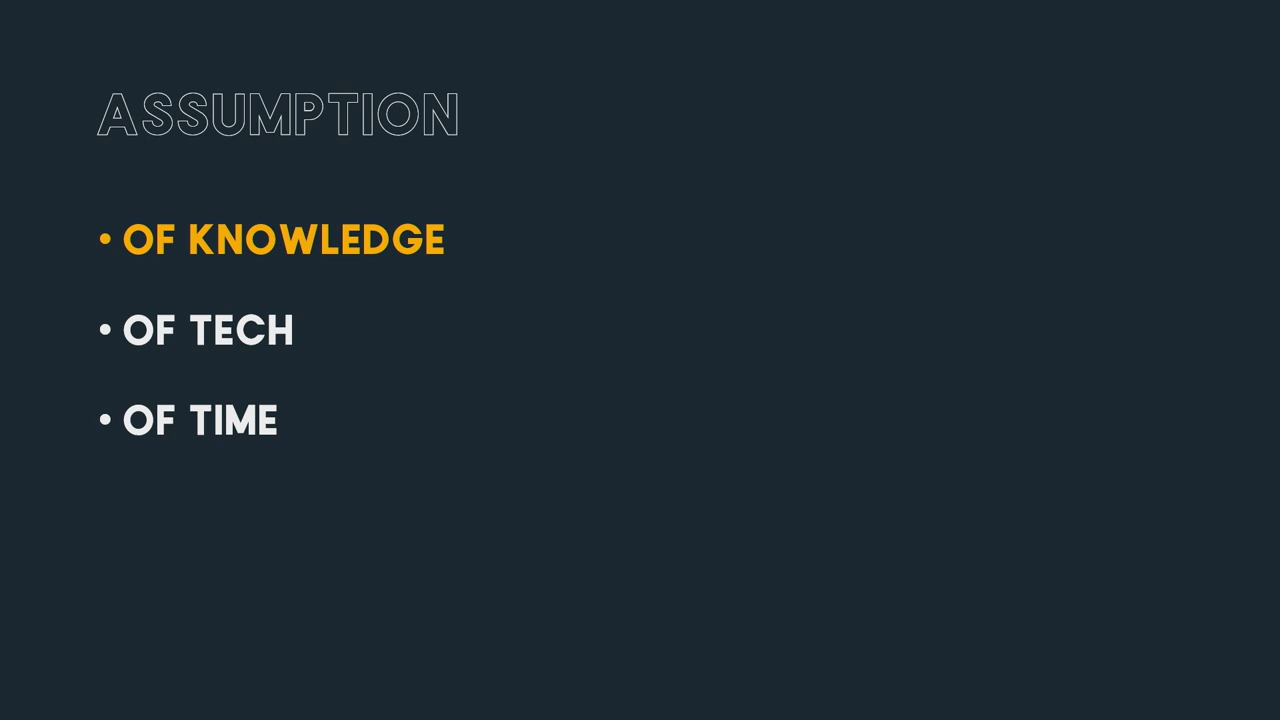 ASSUMPTION
• OF KNOWLEDGE
• OF TECH
• OF TIME